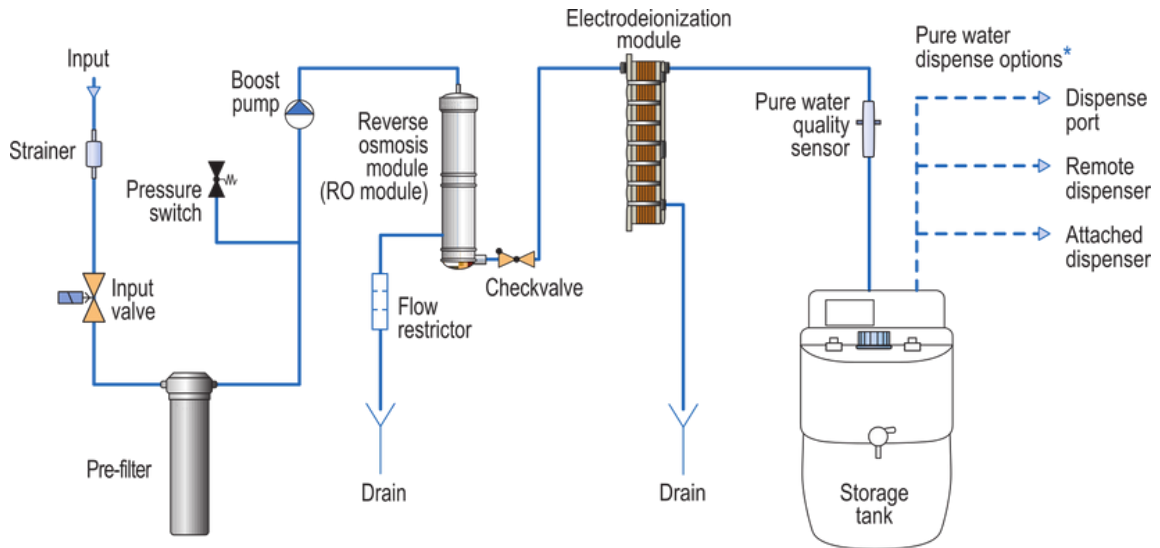 Input
Strainer
Input
valve
Pre-filter
Pressure
switch
Boost
pump
Reverse
osmosis
module
(RO module)
Flow
restrictor
Drain
Checkvalve
Electrodeionization
module
Drain
Pure water
quality
sensor
Pure water
dispense options*
Dispense
port
Remote
dispenser
Attached
dispenser
Storage
tank